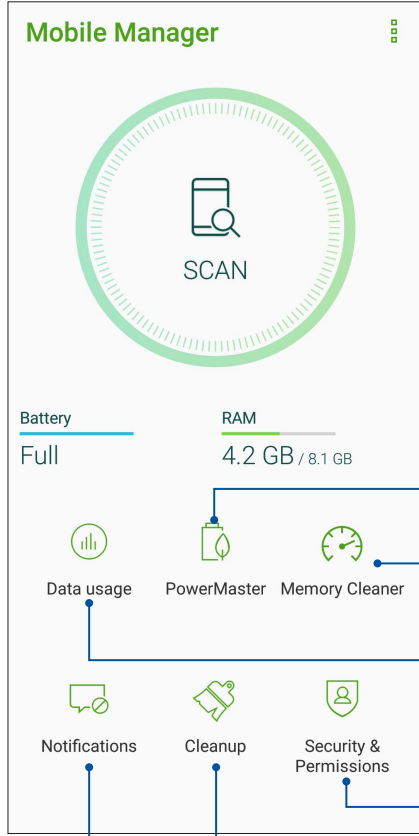 Mobile Manager
SCAN
Battery
RAM
Full
4.2 GB / 8.1 GB
Data usage
PowerMaster
Memory Cleaner
Notifications
Cleanup
Security &
Permissions